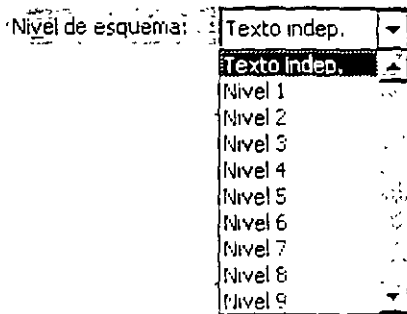 Nivel de esquema: Texto indep.
Texto indep.
Nivel 1
Nivel 2
Nivel 3
Nivel 4
Nivel 5
Nivel 6
Nivel 7
Nivel 8
Nivel 9